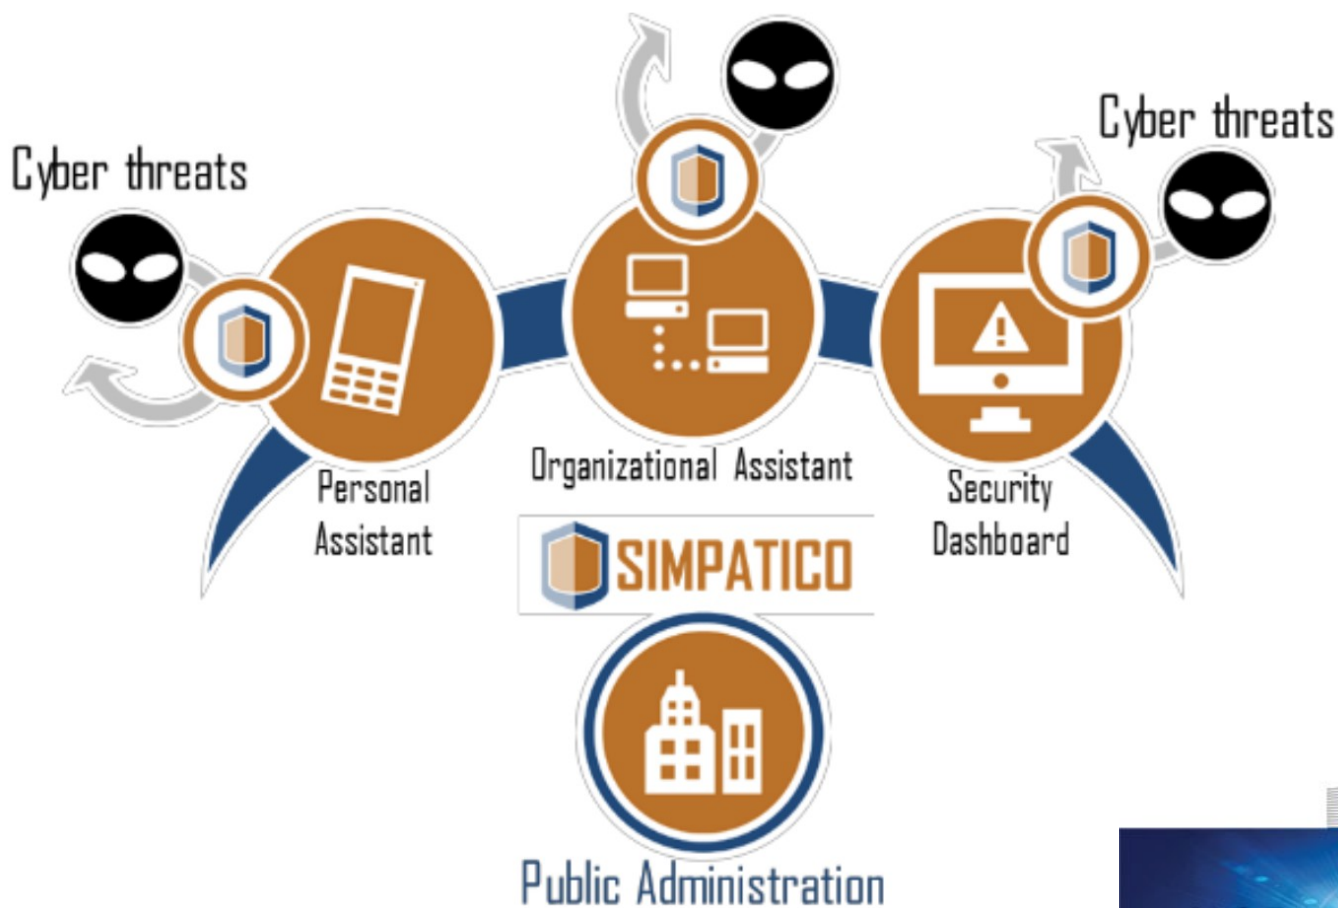 Cyber threats
Cyber threats
Organizational Assistant
Personal
Assistant
Security
Dashboard
SIMPATICO
Public Administration